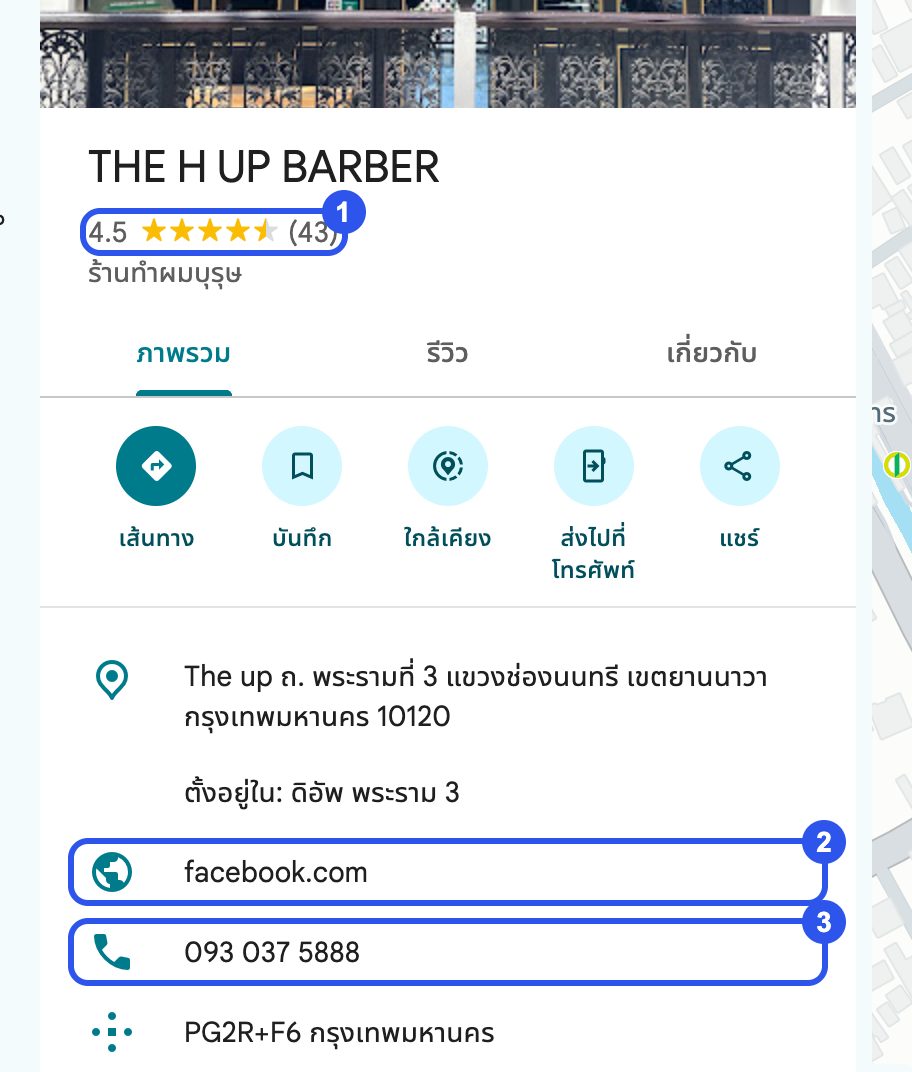 THE H UP BARBER
1
4.5 (43)
ร้านทำผมบุรุษ
ภาพรวม รีวิว เกี่ยวกับ
เส้นทาง บันทึก ใกล้เคียง ส่งไปที่ แชร์
โทรศัพท์
The up ถ. พระรามที่ 3 แขวงช่องนนทรี เขตยานนาวา
กรุงเทพมหานคร 10120
ตั้งอยู่ใน: ดิอัพ พระราม 3
2
facebook.com
3
093 037 5888
PG2R+F6 กรุงเทพมหานคร